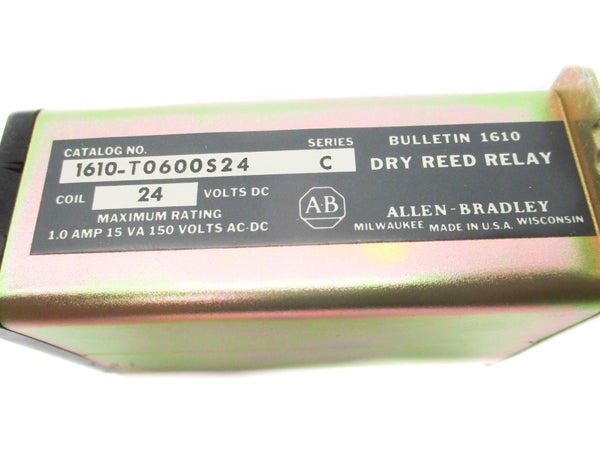 CATALOG NO. SERIES
1610-T0600S24 C
COIL 24 VOLTS DC
MAXIMUM RATING
1.0 AMP 15 VA 150 VOLTS AC-DC
A-B
BULLETIN 1610
DRY REED RELAY
ALLEN-BRADLEY
MILWAUKEE MADE IN U.S.A. WISCONSIN